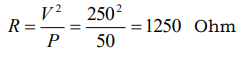 R = V²/P = 250²/50 = 1250 Ohm